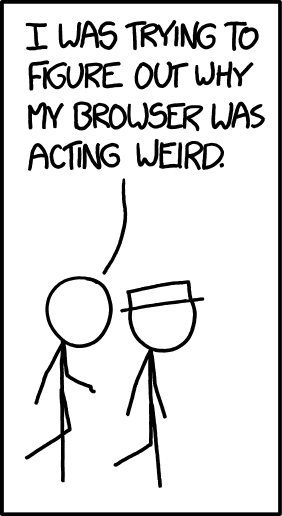 I WAS TRYING TO
FIGURE OUT WHY
MY BROWSER WAS
ACTING WEIRD.